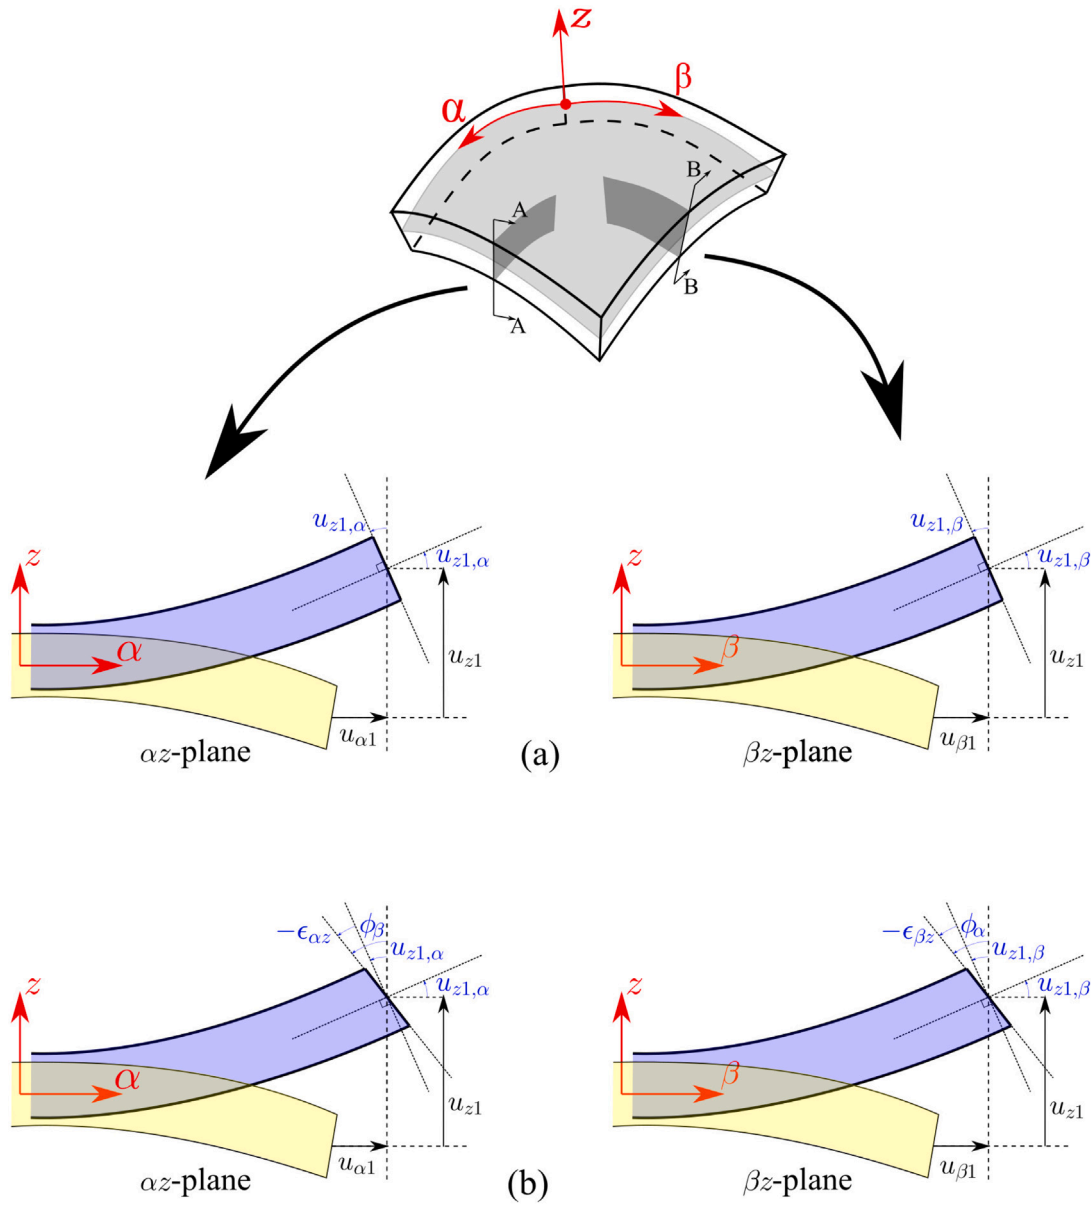 z
α β
A B
A B
u_{z1,α} u_{z1,α} u_{z1} u_{α1} z α
αz-plane
u_{z1,β} u_{z1,β} u_{z1} u_{β1} z β
βz-plane
(a)
−ϵ_{αz} ϕ_β u_{z1,α} u_{z1,α} u_{z1} u_{α1} z α
αz-plane
−ϵ_{βz} ϕ_α u_{z1,β} u_{z1,β} u_{z1} u_{β1} z β
βz-plane
(b)